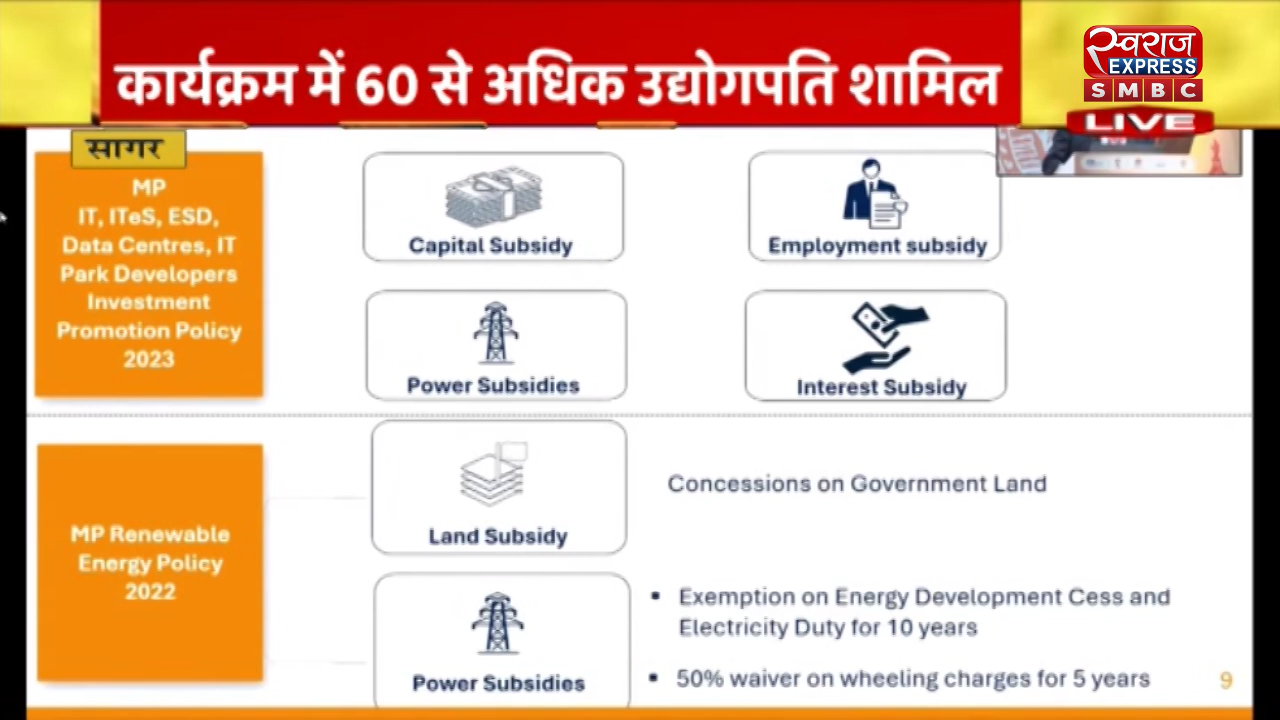 कार्यक्रम में 60 से अधिक उद्योगपति शामिल
स्वराज
EXPRESS
SMBC
LIVE
सागर
MP
IT, ITeS, ESD,
Data Centres, IT
Park Developers
Investment
Promotion Policy
2023
Capital Subsidy
Employment subsidy
Power Subsidies
Interest Subsidy
MP Renewable
Energy Policy
2022
Land Subsidy
Concessions on Government Land
Power Subsidies
▪ Exemption on Energy Development Cess and
Electricity Duty for 10 years
▪ 50% waiver on wheeling charges for 5 years
9